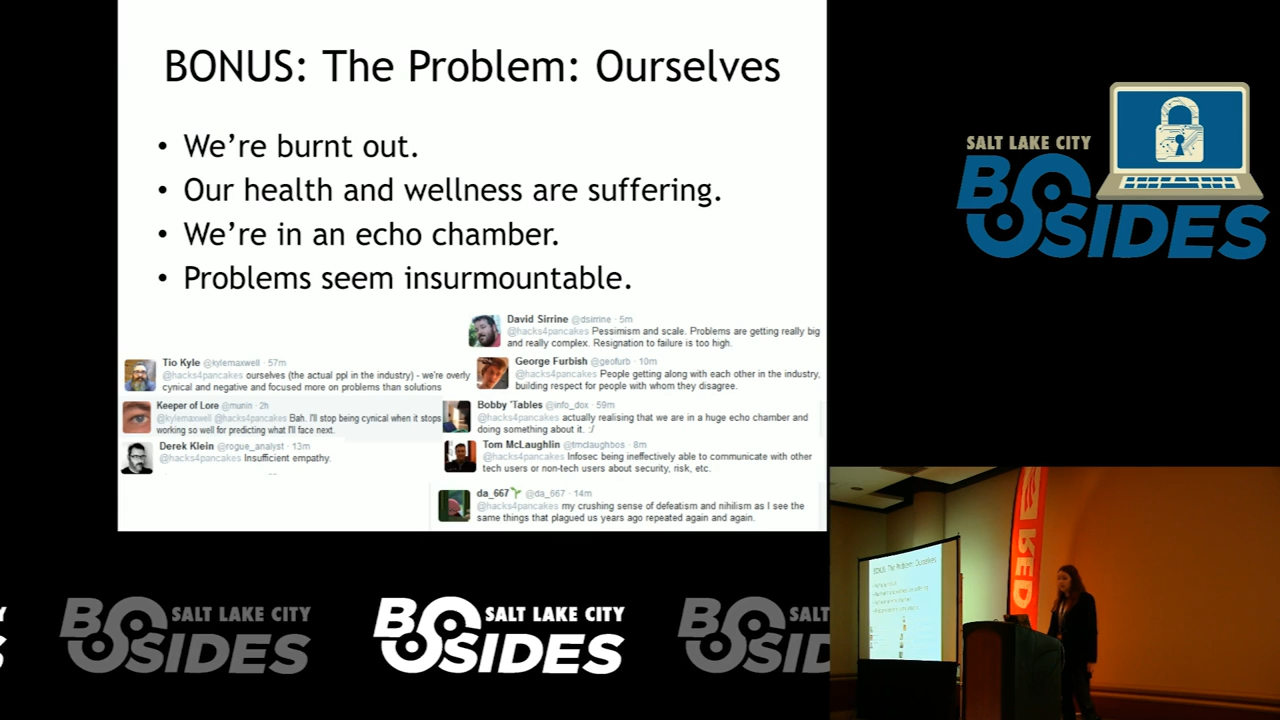 BONUS: The Problem: Ourselves
• We're burnt out.
• Our health and wellness are suffering.
• We're in an echo chamber.
• Problems seem insurmountable.
David Sirrine @dsirrine · 5m
@hacks4pancakes Pessimism and scale. Problems are getting really big
and really complex. Resignation to failure is too high.
Tio Kyle @kylemaxwell · 57m
@hacks4pancakes ourselves (the actual ppl in the industry) - we're overly
cynical and negative and focused more on problems than solutions
George Furbish @geofurb · 10m
@hacks4pancakes People getting along with each other in the industry,
building respect for people with whom they disagree.
Keeper of Lore @munin · 2h
@kylemaxwell @hacks4pancakes Bah. I'll stop being cynical when it stops
working so well for predicting what I'll face next.
Bobby 'Tables @info_dox · 59m
@hacks4pancakes actually realising that we are in a huge echo chamber and
doing something about it. :/
Derek Klein @rogue_analyst · 13m
@hacks4pancakes Insufficient empathy.
Tom McLaughlin @tmclaughbos · 8m
@hacks4pancakes Infosec being ineffectively able to communicate with other
tech users or non-tech users about security, risk, etc.
da_667 @da_667 · 14m
@hacks4pancakes my crushing sense of defeatism and nihilism as I see the
same things that plagued us years ago repeated again and again.
SALT LAKE CITY
BSIDES
BONUS: The Problem: Ourselves
RED
SALT LAKE CITY
BSIDES
SALT LAKE CITY
BSIDES
SALT
BSIDES